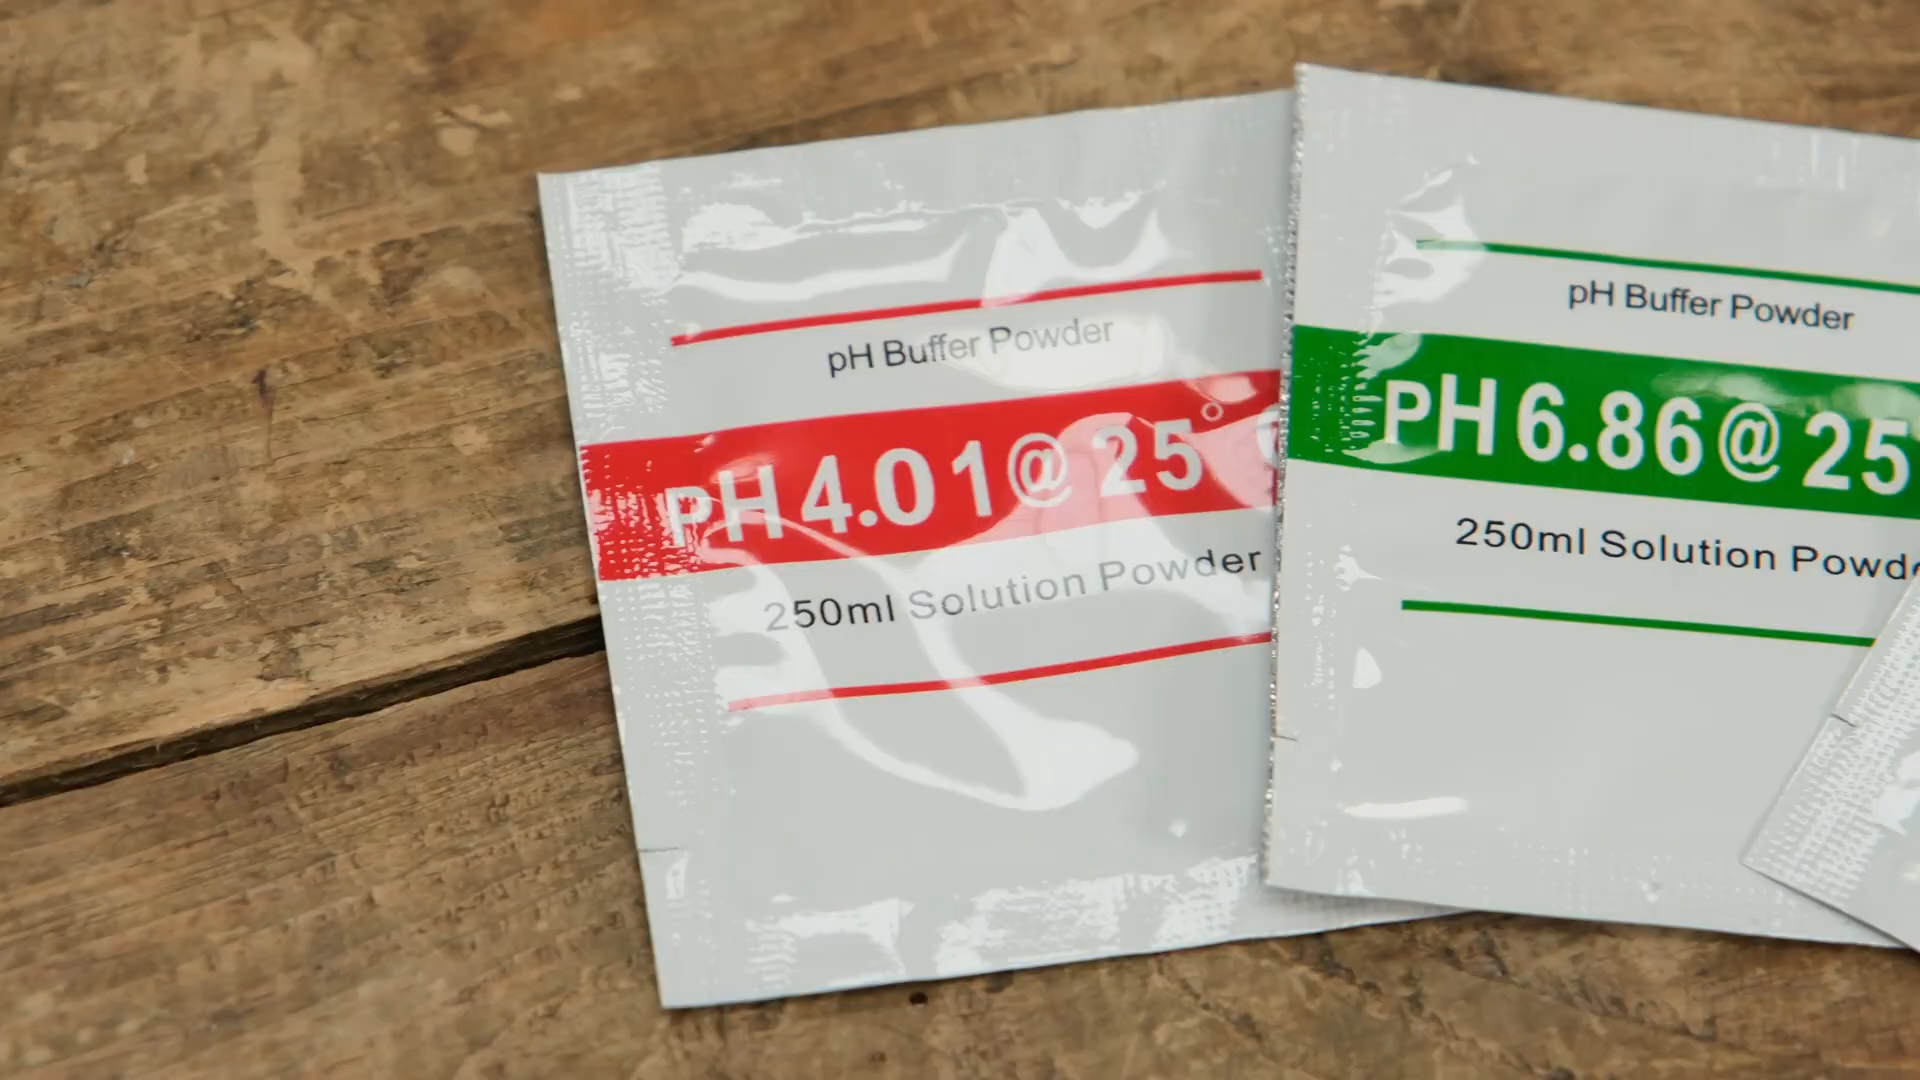 pH Buffer Powder
PH 4.01@ 25°
250ml Solution Powder
pH Buffer Powder
PH 6.86@ 25
250ml Solution